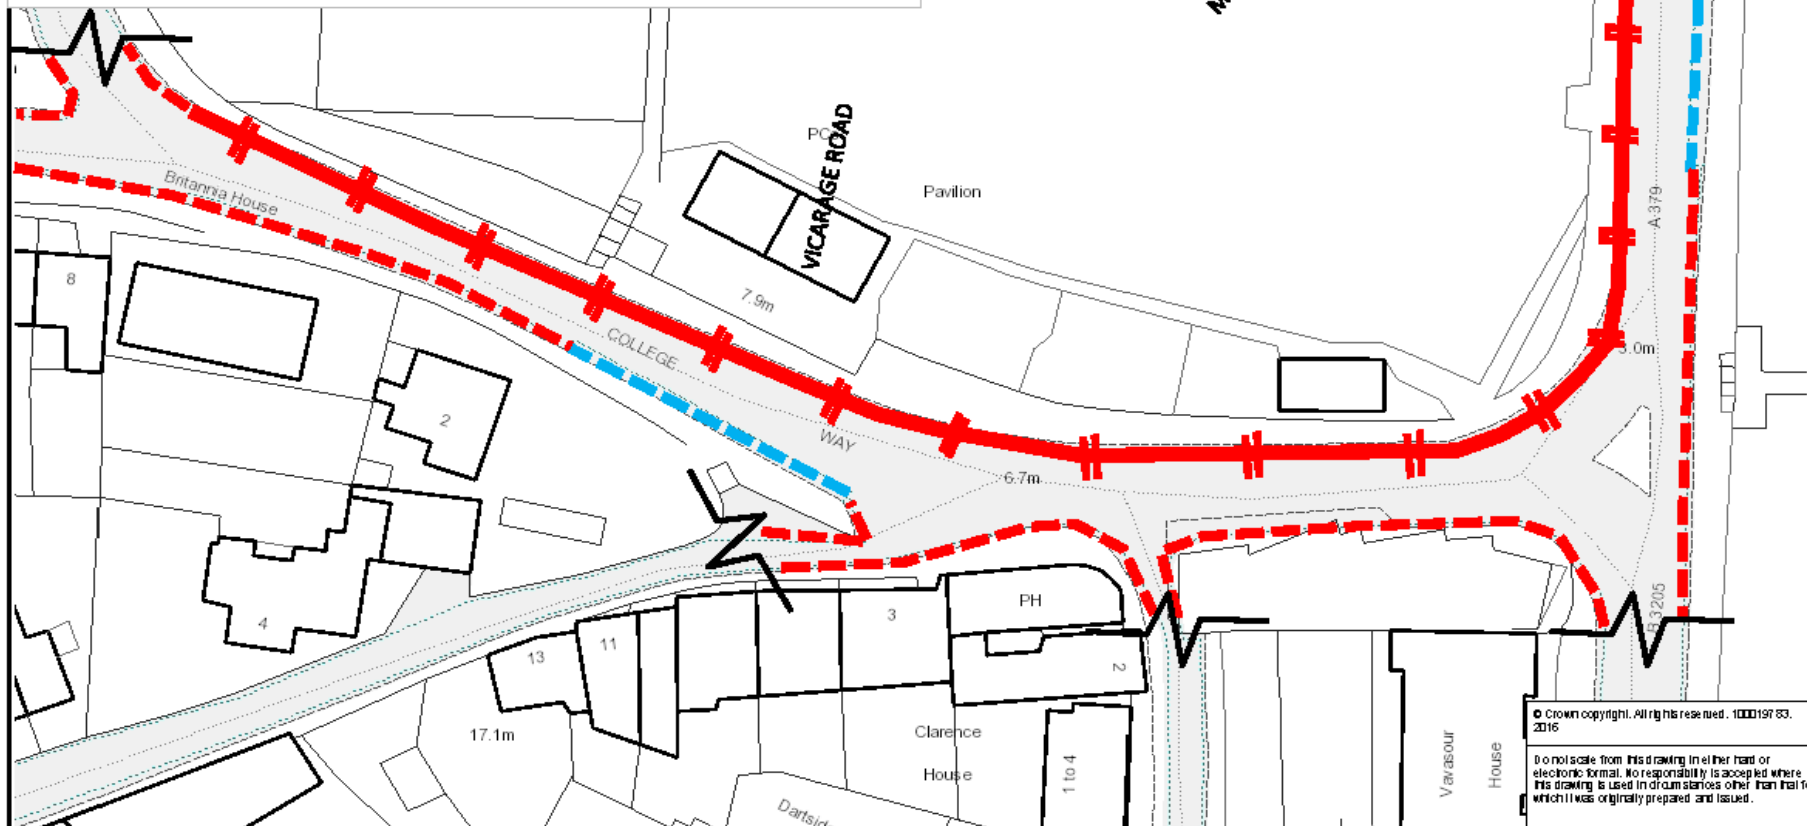 PC
VICARAGE ROAD
Pavilion
A 379
Britannia House
8
7.9m
COLLEGE
3.0m
2
WAY
6.7m
B3205
4
13
11
3
PH
2
17.1m
Clarence
House
1 to 4
Vavasour
House
© Crown copyright. All rights reserved. 100019783.
2016
Do not scale from this drawing in either hard or
electronic format. No responsibility is accepted where
this drawing is used in circumstances other than that fo
which it was originally prepared and issued.